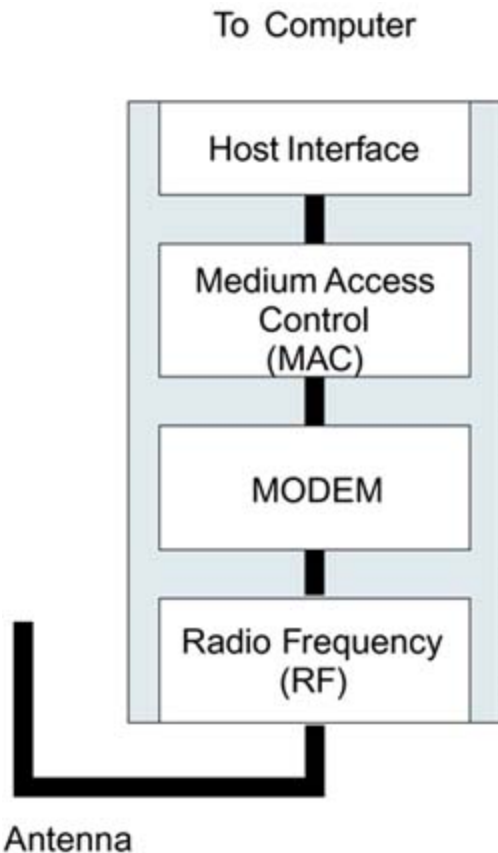 To Computer
Host Interface
Medium Access
Control
(MAC)
MODEM
Radio Frequency
(RF)
Antenna